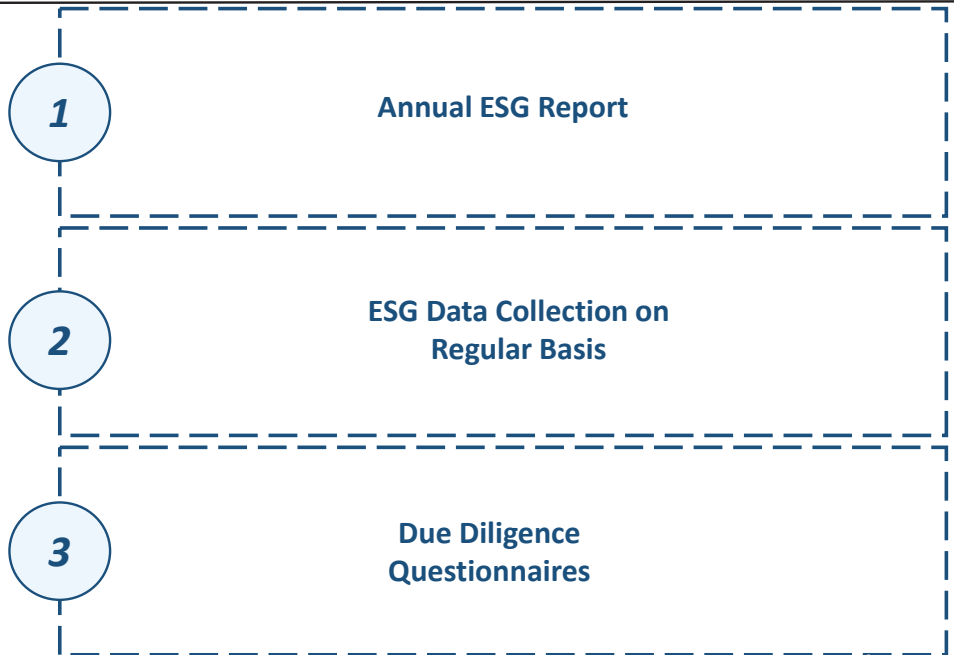 1
Annual ESG Report
2
ESG Data Collection on
Regular Basis
3
Due Diligence
Questionnaires